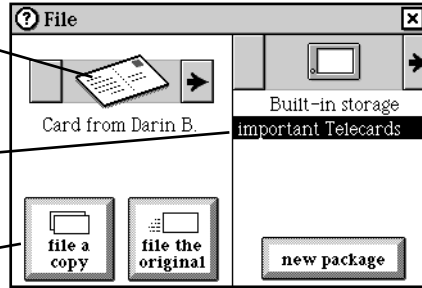 File
Card from Darin B.
Built-in storage
important Telecards
file a
copy
file the
original
new package